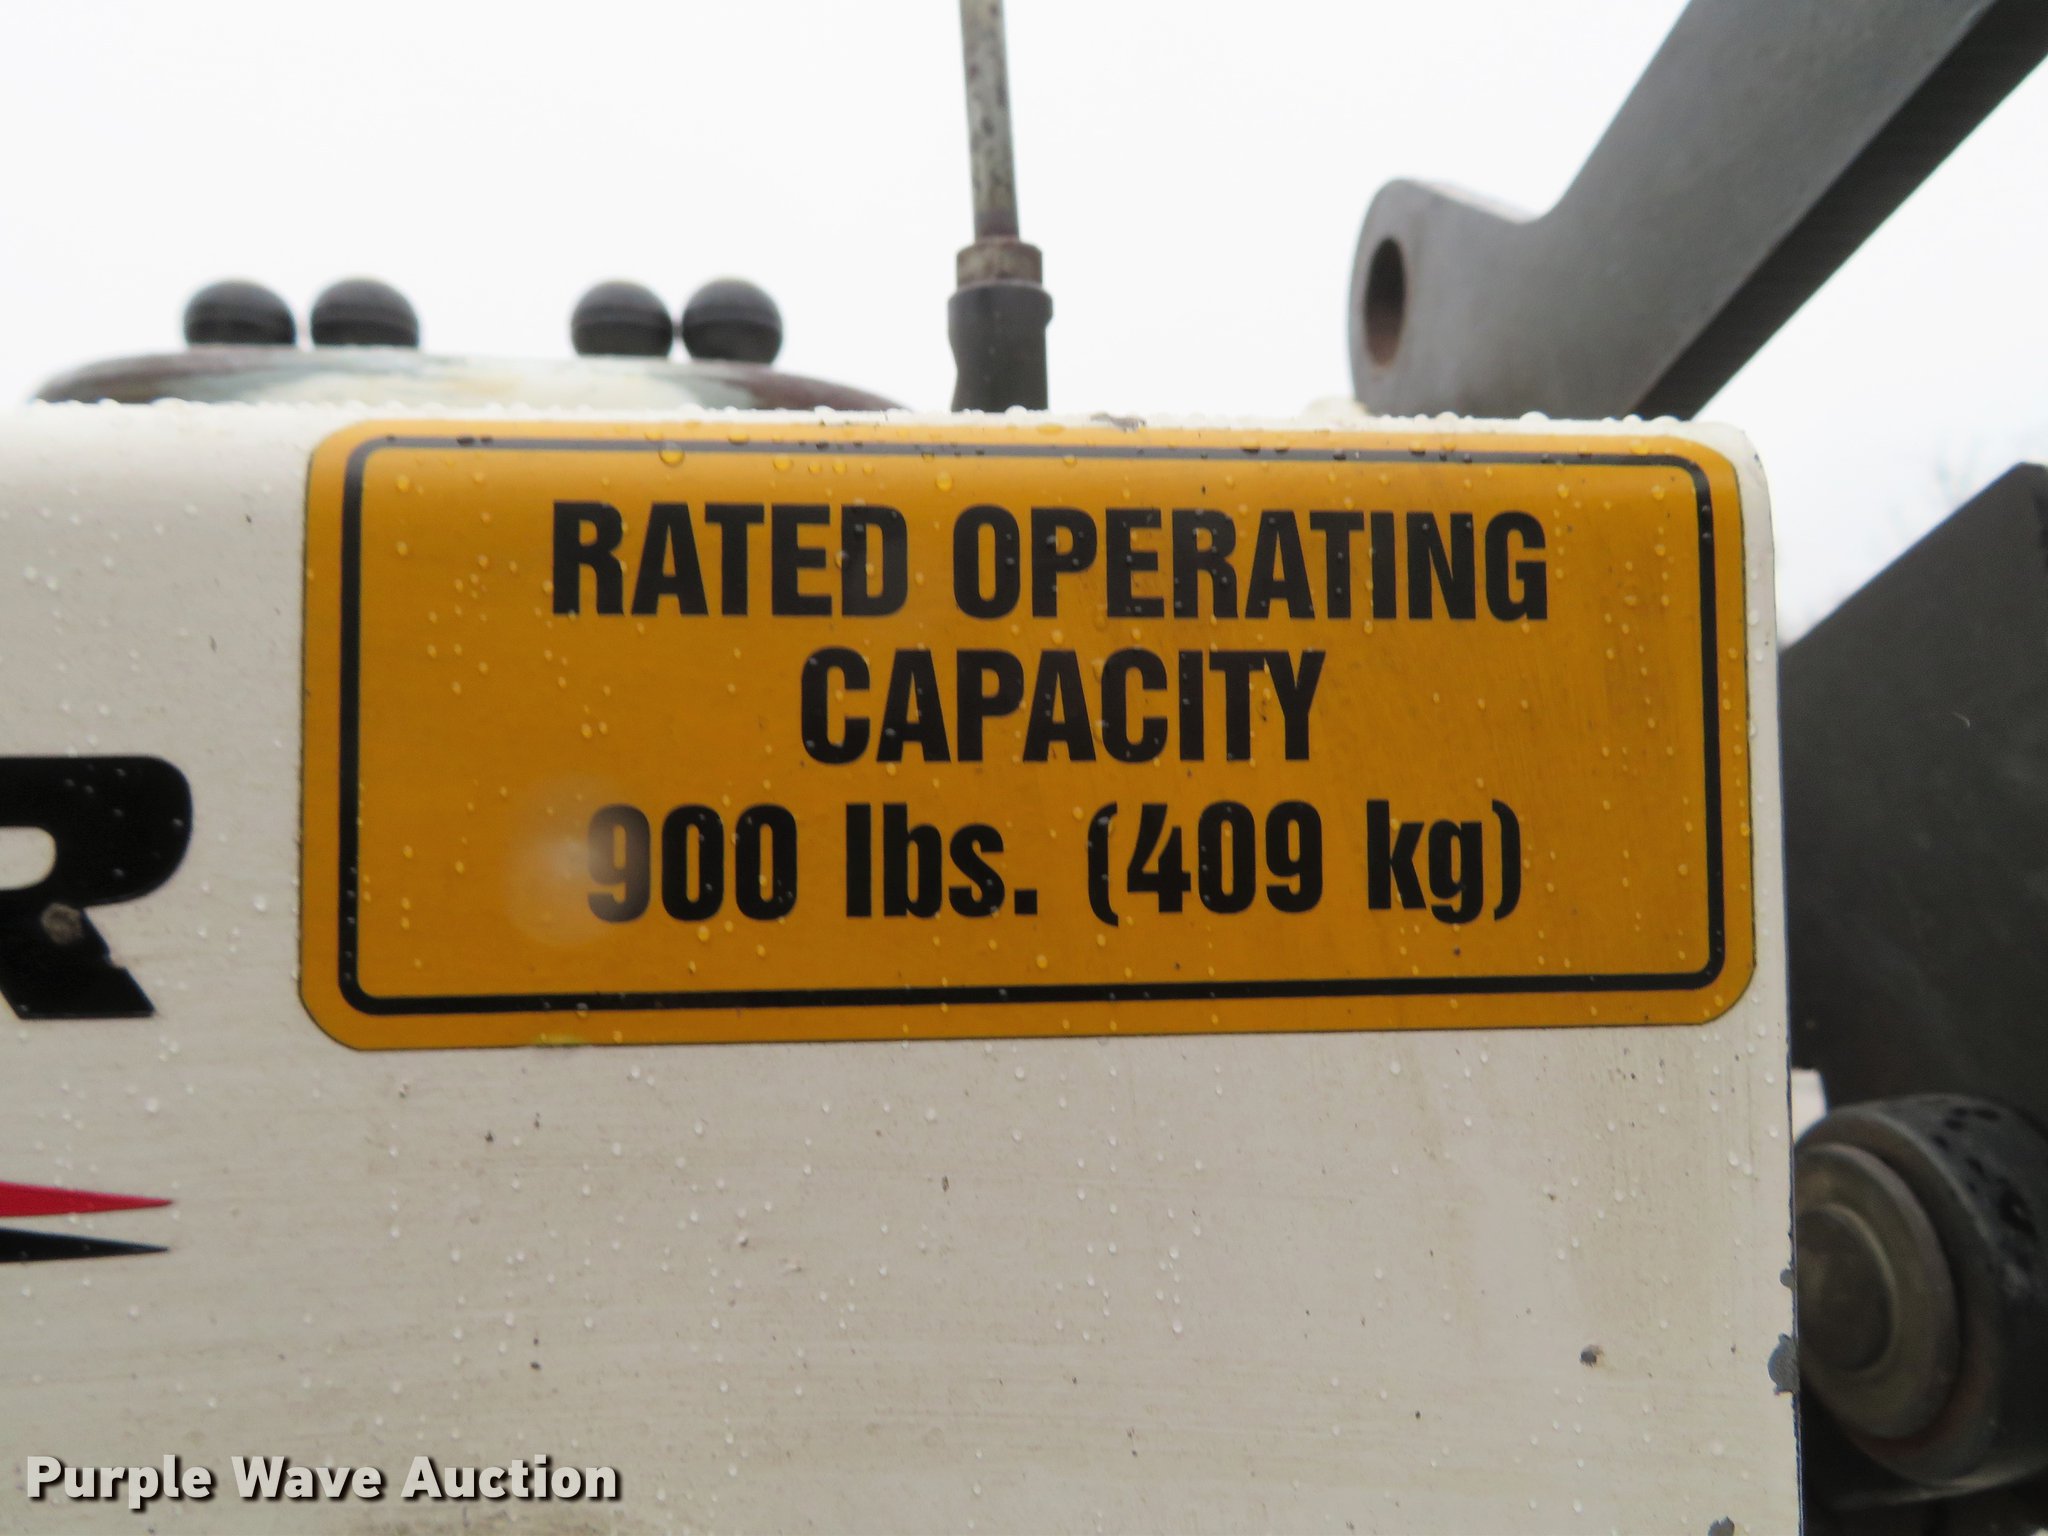 RATED OPERATING
CAPACITY
900 lbs. (409 kg)
R
Purple Wave Auction